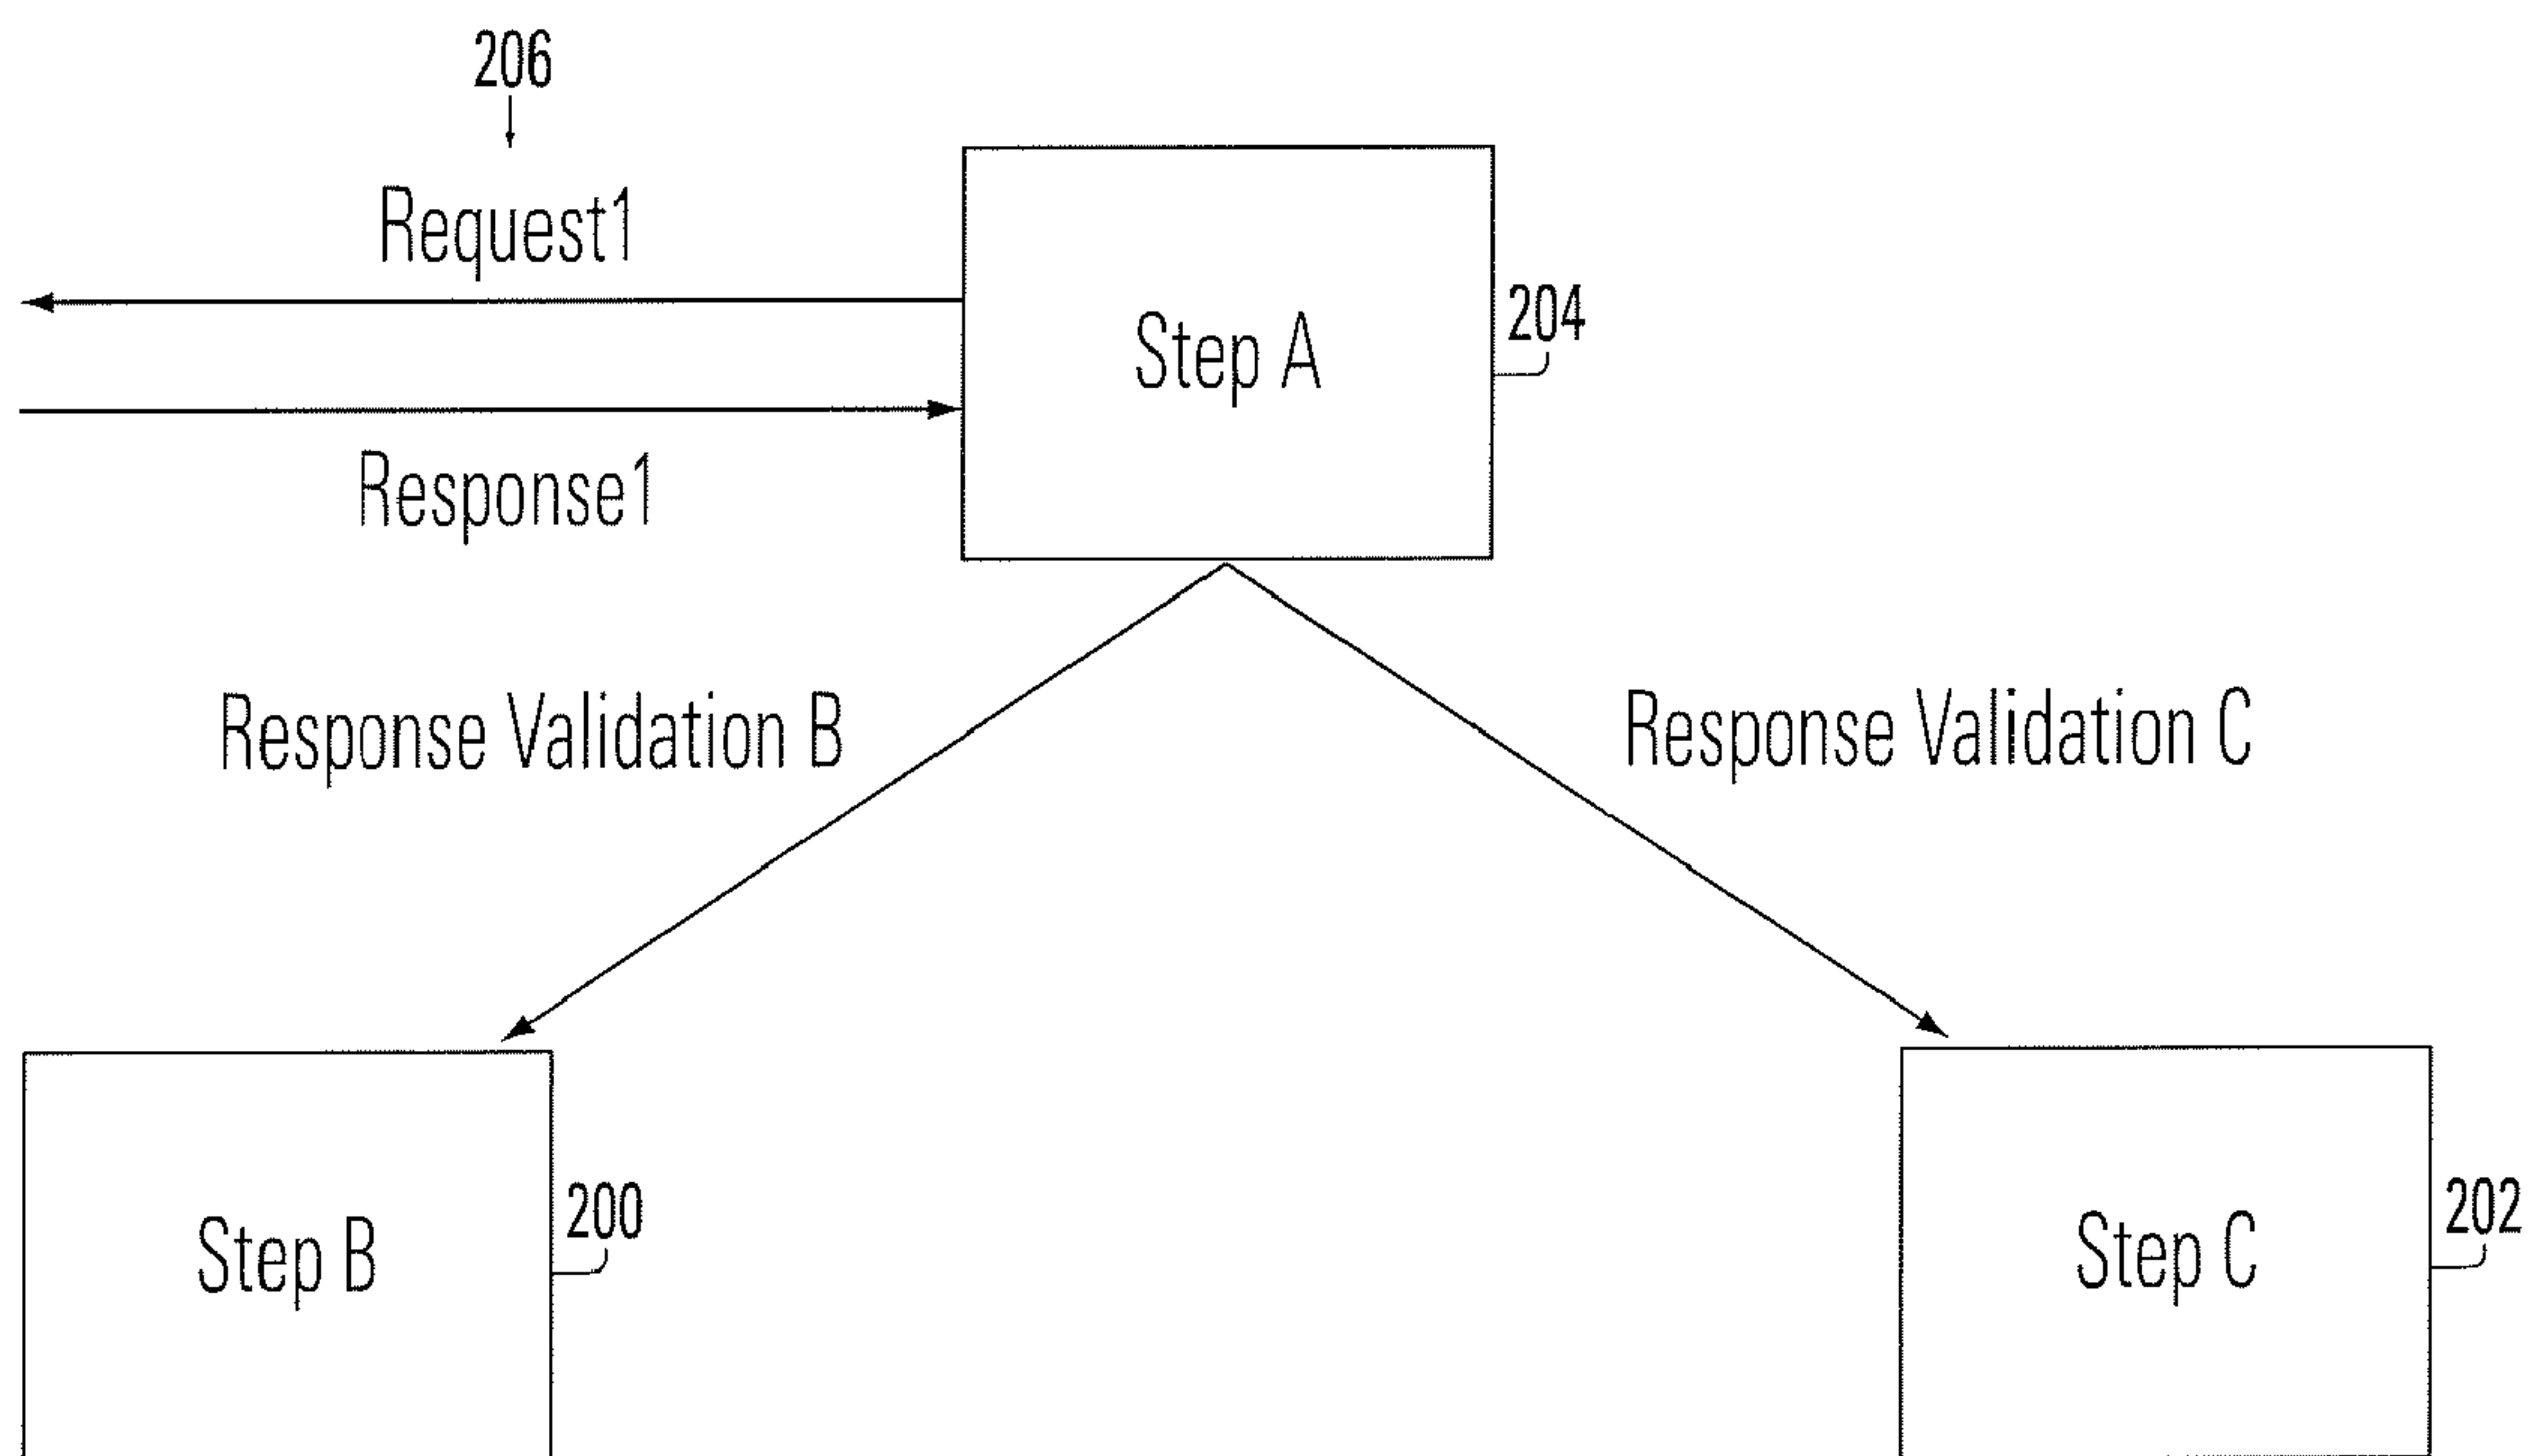 206
Request1
Step A
204
Response1
Response Validation B
Response Validation C
Step B
200
Step C
202